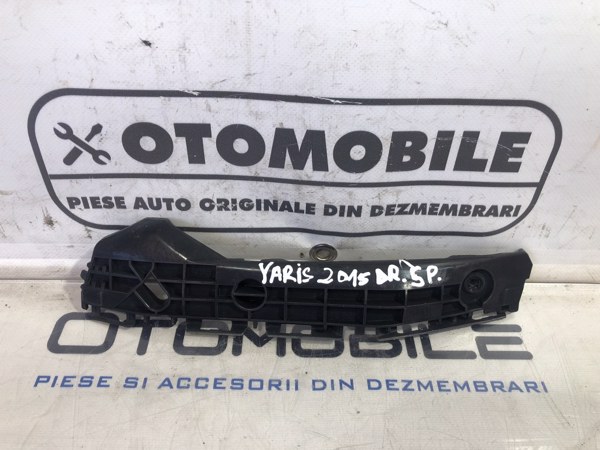 OTOMOBILE
PIESE AUTO ORIGINALE DIN DEZMEMBRARI
YARIS 2015 DR. SP.
OTOMOBILE
PIESE SI ACCESORII DIN DEZMEMBRARI